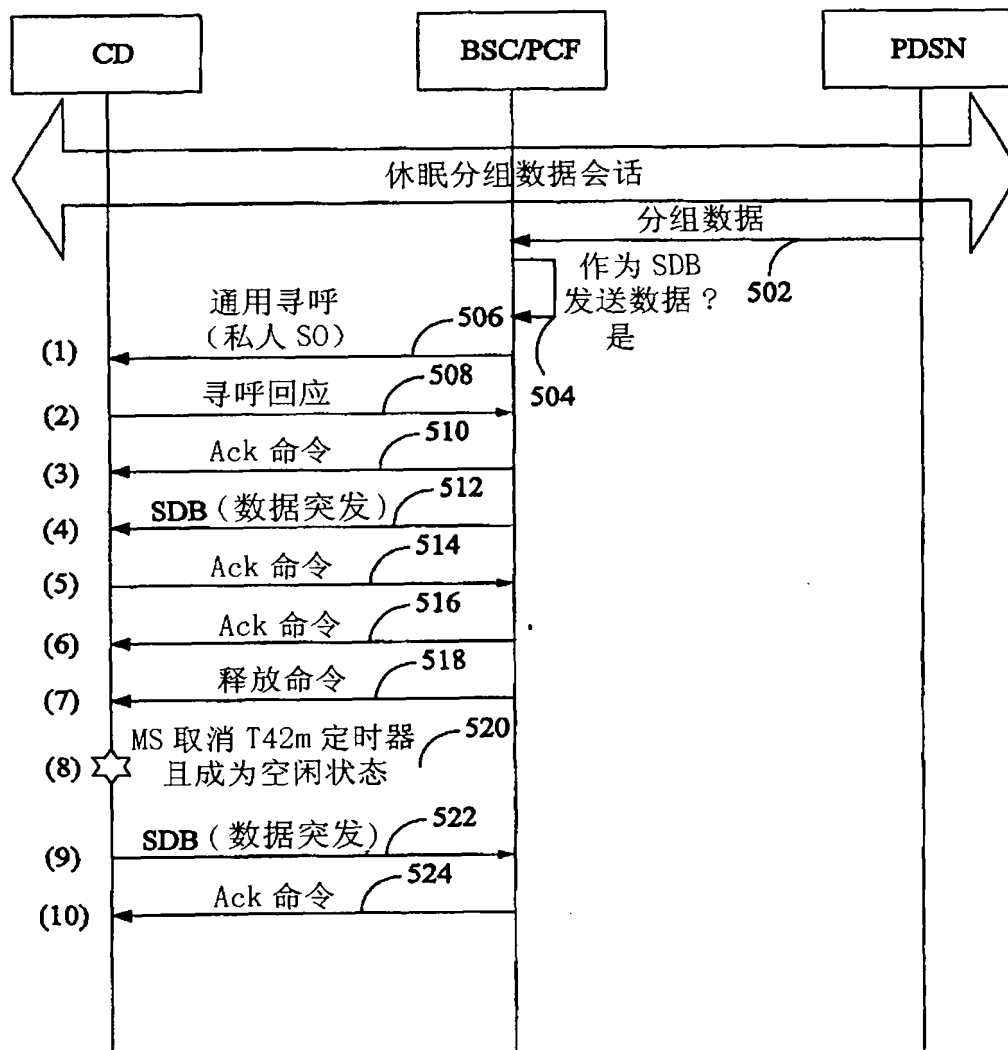 CD
BSC/PCF
PDSN
休眠分组数据会话
分组数据
502
作为 SDB
发送数据？
是
504
通用寻呼
（私人 SO）
506
(1)
寻呼回应
508
(2)
Ack 命令
510
(3)
SDB（数据突发）
512
(4)
Ack 命令
514
(5)
Ack 命令
516
(6)
释放命令
518
(7)
MS 取消 T42m 定时器
且成为空闲状态
520
(8)
SDB（数据突发）
522
(9)
Ack 命令
524
(10)